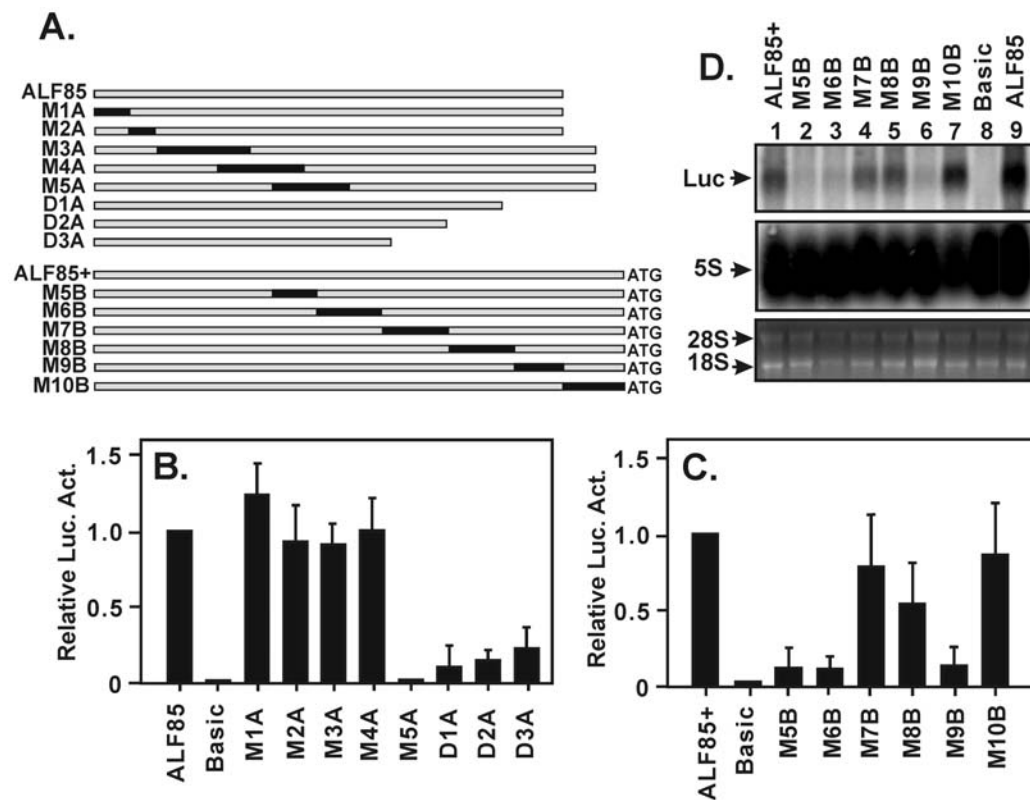 A.
ALF85
M1A
M2A
M3A
M4A
M5A
D1A
D2A
D3A
ALF85+ ATG
M5B ATG
M6B ATG
M7B ATG
M8B ATG
M9B ATG
M10B ATG
D.
ALF85+ M5B M6B M7B M8B M9B M10B Basic ALF85
1 2 3 4 5 6 7 8 9
Luc
5S
28S
18S
B.
Relative Luc. Act.
1.5
1.0
0.5
0
ALF85 Basic M1A M2A M3A M4A M5A D1A D2A D3A
C.
Relative Luc. Act.
1.5
1.0
0.5
0
ALF85+ Basic M5B M6B M7B M8B M9B M10B